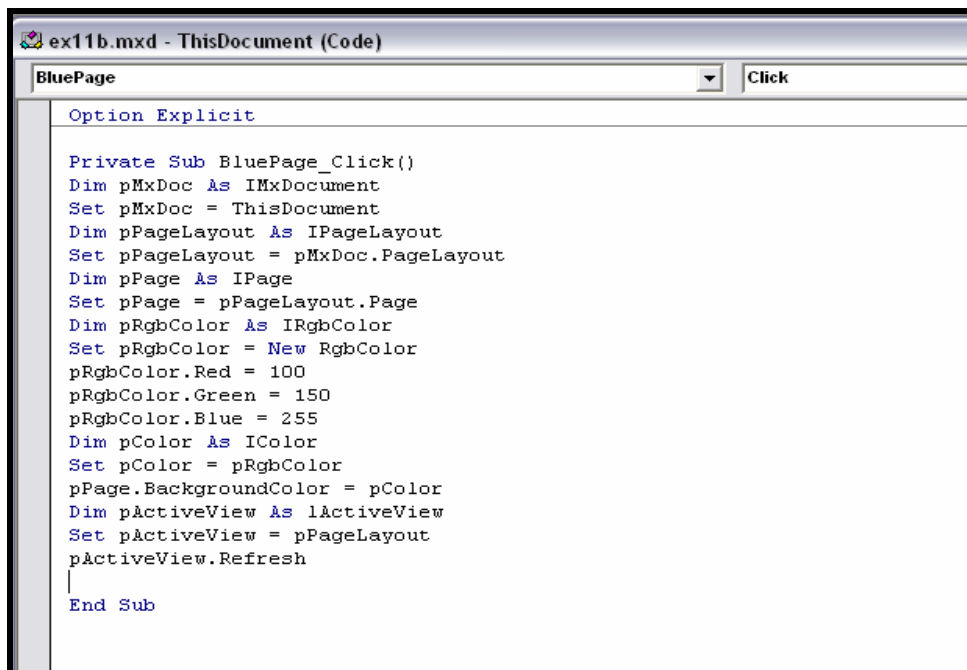 ex11b.mxd - ThisDocument (Code)
BluePage Click
Option Explicit
Private Sub BluePage_Click()
Dim pMxDoc As IMxDocument
Set pMxDoc = ThisDocument
Dim pPageLayout As IPageLayout
Set pPageLayout = pMxDoc.PageLayout
Dim pPage As IPage
Set pPage = pPageLayout.Page
Dim pRgbColor As IRgbColor
Set pRgbColor = New RgbColor
pRgbColor.Red = 100
pRgbColor.Green = 150
pRgbColor.Blue = 255
Dim pColor As IColor
Set pColor = pRgbColor
pPage.BackgroundColor = pColor
Dim pActiveView As lActiveView
Set pActiveView = pPageLayout
pActiveView.Refresh
End Sub